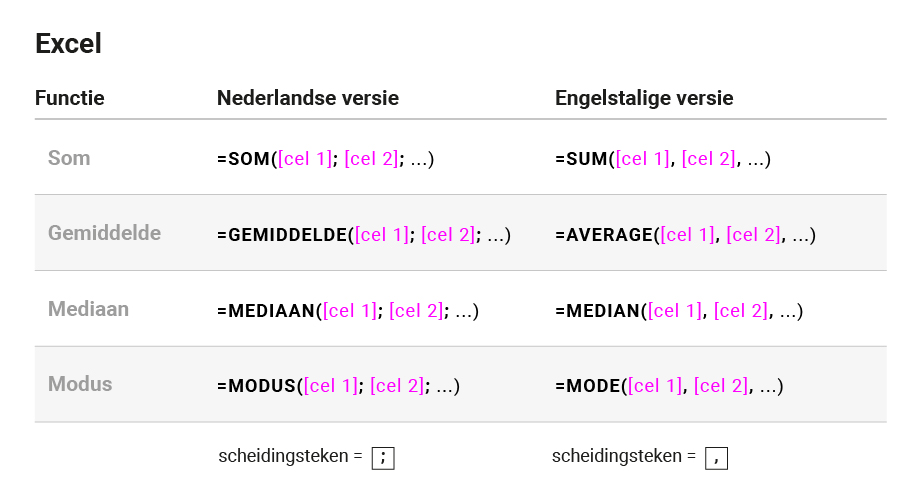 Excel
Functie Nederlandse versie Engelstalige versie
Som =SOM([cel 1]; [cel 2]; ...) =SUM([cel 1], [cel 2], ...)
Gemiddelde =GEMIDDELDE([cel 1]; [cel 2]; ...) =AVERAGE([cel 1], [cel 2], ...)
Mediaan =MEDIAAN([cel 1]; [cel 2]; ...) =MEDIAN([cel 1], [cel 2], ...)
Modus =MODUS([cel 1]; [cel 2]; ...) =MODE([cel 1], [cel 2], ...)
scheidingsteken = ; scheidingsteken = ,